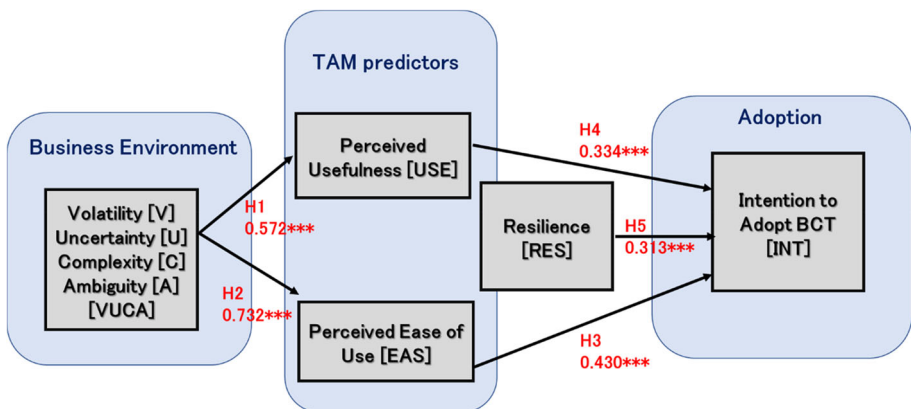 TAM predictors
Business Environment
Adoption
Volatility [V]
Uncertainty [U]
Complexity [C]
Ambiguity [A]
[VUCA]
H1
0.572***
H2
0.732***
Perceived
Usefulness [USE]
Perceived Ease of
Use [EAS]
Resilience
[RES]
H4
0.334***
H5
0.313***
H3
0.430***
Intention to
Adopt BCT
[INT]